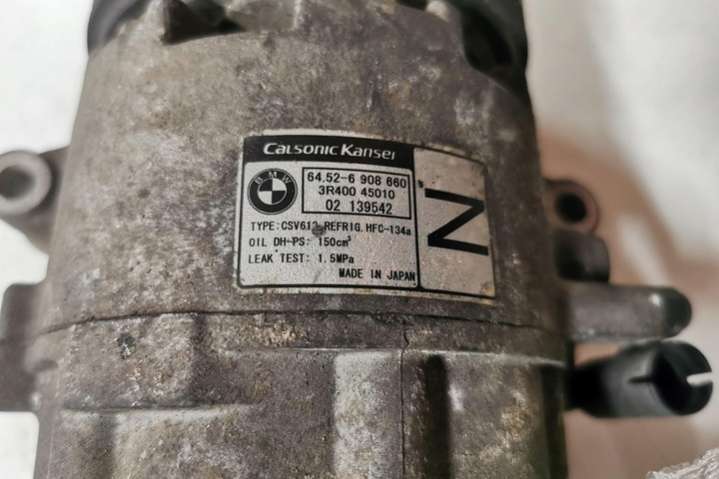 Calsonic Kansei
BMW
64.52-6 908 660
3R400 45010
02 139542
TYPE:CSV613 REFRIG. HFC-134a
OIL DH-PS: 150cm³
LEAK TEST: 1.5MPa
MADE IN JAPAN
Z